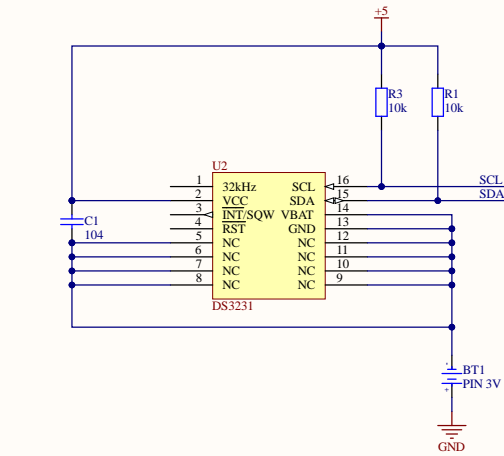 +5
R3
10k
R1
10k
U2
1
32kHz
SCL
16
SCL
2
VCC
SDA
15
SDA
3
INT/SQW
VBAT
14
4
RST
GND
13
5
NC
NC
12
6
NC
NC
11
7
NC
NC
10
8
NC
NC
9
DS3231
C1
104
BT1
PIN 3V
-
+
GND